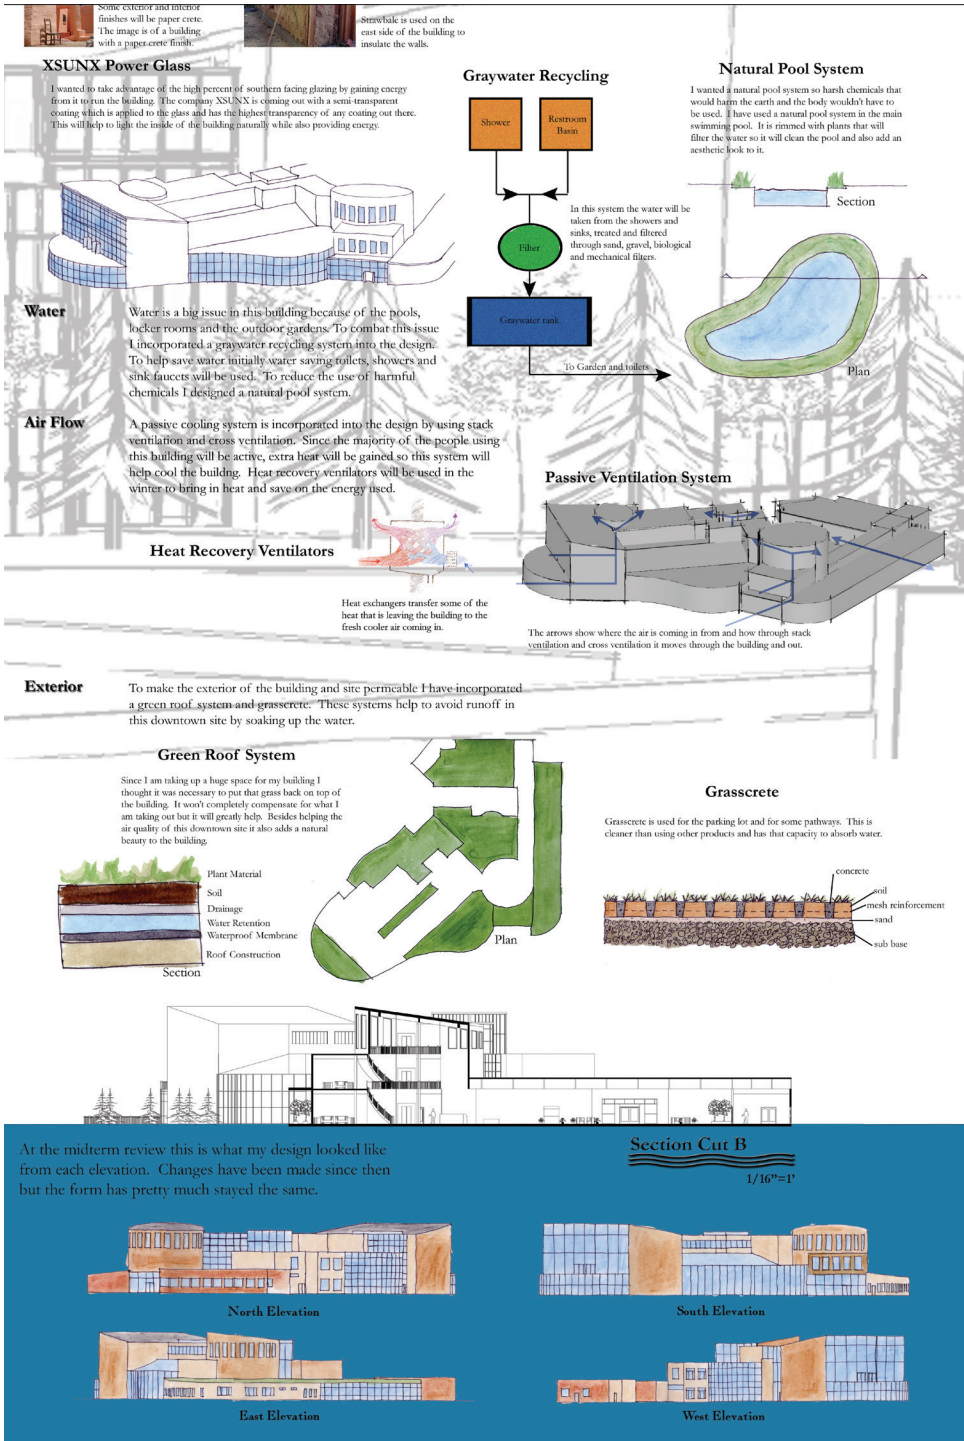 Some exterior and interior
finishes will be paper crete.
The image is of a building
with a paper crete finish.
Strawbale is used on the
east side of the building to
insulate the walls.
XSUNX Power Glass
I wanted to take advantage of the high percent of southern facing glazing by gaining energy
from it to run the building. The company XSUNX is coming out with a semi-transparent
coating which is applied to the glass and has the highest transparency of any coating out there.
This will help to light the inside of the building naturally while also providing energy.
Graywater Recycling
Shower
Restroom
Basin
In this system the water will be
taken from the showers and
sinks, treated and filtered
through sand, gravel, biological
and mechanical filters.
Filter
Graywater tank
To Garden and toilets
Natural Pool System
I wanted a natural pool system so harsh chemicals
that would harm the earth and the body wouldn't have to
be used. I have used a natural pool system in the main
swimming pool. It is rimmed with plants that will
filter the water so it will clean the pool and also add an
aesthetic look to it.
Section
Plan
Water
Water is a big issue in this building because of the pools,
locker rooms and the outdoor gardens. To combat this issue
I incorporated a graywater recycling system into the design.
To help save water initially water saving toilets, showers and
sink faucets will be used. To reduce the use of harmful
chemicals I designed a natural pool system.
Air Flow
A passive cooling system is incorporated into the design by using stack
ventilation and cross ventilation. Since the majority of the people using
this building will be active, extra heat will be gained so this system will
help cool the buildng. Heat recovery ventilators will be used in the
winter to bring in heat and save on the energy used.
Passive Ventilation System
Heat Recovery Ventilators
Heat exchangers transfer some of the
heat that is leaving the building to the
fresh cooler air coming in.
The arrows show where the air is coming in from and how through stack
ventilation and cross ventilation it moves through the building and out.
Exterior
To make the exterior of the building and site permeable I have incorporated
a green roof system and grasscrete. These systems help to avoid runoff in
this downtown site by soaking up the water.
Green Roof System
Since I am taking up a huge space for my building I
thought it was necessary to put that grass back on top of
the building. It won't completely compensate for what I
am taking out but it will greatly help. Besides helping the
air quality of this downtown site it also adds a natural
beauty to the building.
Plant Material
Soil
Drainage
Water Retention
Waterproof Membrane
Roof Construction
Section
Plan
Grasscrete
Grasscrete is used for the parking lot and for some pathways. This is
cleaner than using other products and has that capacity to absorb water.
concrete
soil
mesh reinforcement
sand
sub base
At the midterm review this is what my design looked like
from each elevation. Changes have been made since then
but the form has pretty much stayed the same.
Section Cut B
1/16"=1'
North Elevation
South Elevation
East Elevation
West Elevation